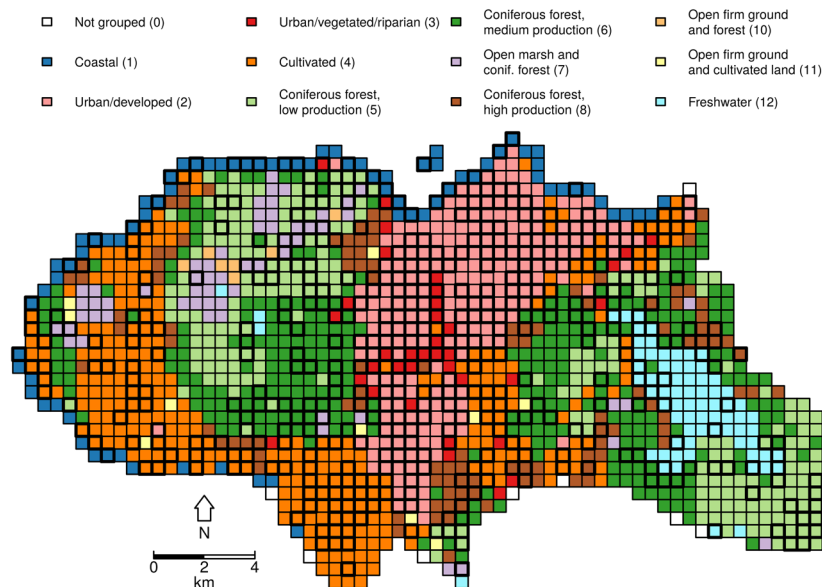 Not grouped (0)
Coastal (1)
Urban/developed (2)
Urban/vegetated/riparian (3)
Cultivated (4)
Coniferous forest,
low production (5)
Coniferous forest,
medium production (6)
Open marsh and
conif. forest (7)
Coniferous forest,
high production (8)
Open firm ground
and forest (10)
Open firm ground
and cultivated land (11)
Freshwater (12)
N
0 2 4
km